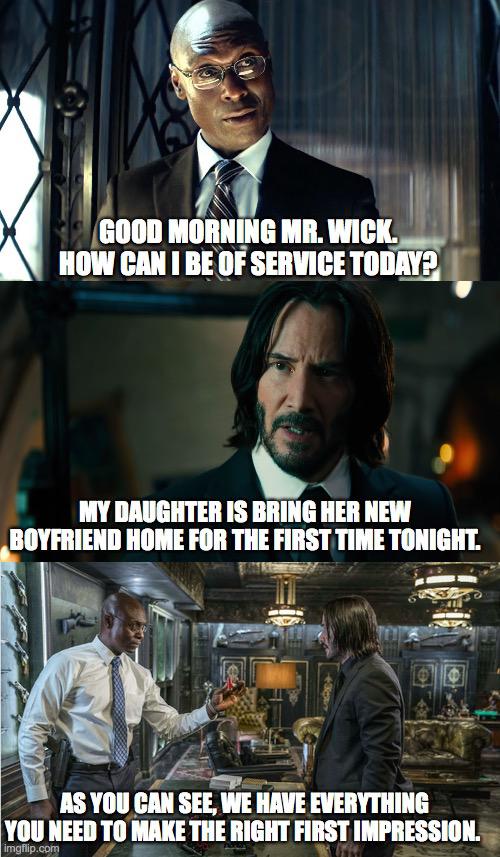 GOOD MORNING MR. WICK.
HOW CAN I BE OF SERVICE TODAY?
MY DAUGHTER IS BRING HER NEW
BOYFRIEND HOME FOR THE FIRST TIME TONIGHT.
AS YOU CAN SEE, WE HAVE EVERYTHING
YOU NEED TO MAKE THE RIGHT FIRST IMPRESSION.
imgflip.com